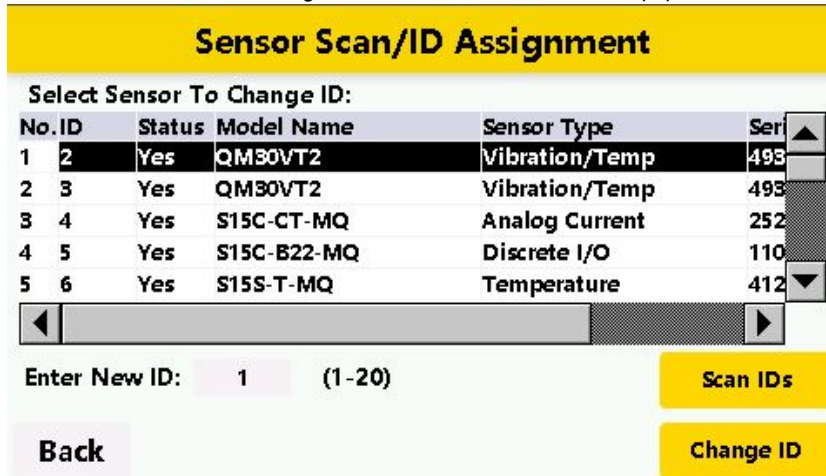 Sensor Scan/ID Assignment
Select Sensor To Change ID:
No. ID Status Model Name Sensor Type Seri
1 2 Yes QM30VT2 Vibration/Temp 493
2 3 Yes QM30VT2 Vibration/Temp 493
3 4 Yes S15C-CT-MQ Analog Current 252
4 5 Yes S15C-B22-MQ Discrete I/O 110
5 6 Yes S15S-T-MQ Temperature 412
Enter New ID: 1 (1-20)
Scan IDs
Back
Change ID